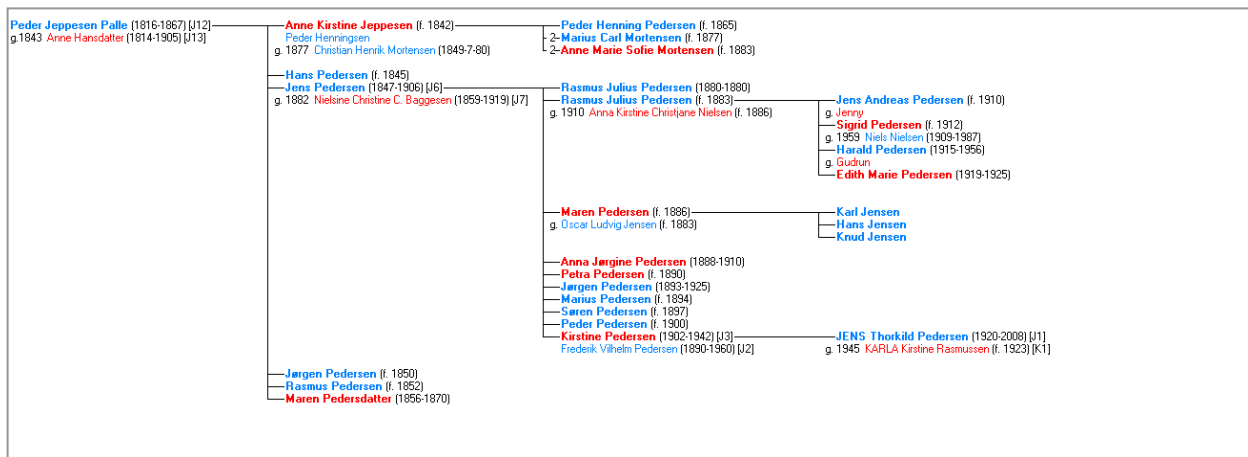 Peder Jeppesen Palle (1816-1867) [J12]
g.1843 Anne Hansdatter (1814-1905) [J13]
Anne Kirstine Jeppesen (f. 1842)
Peder Henningsen
g. 1877 Christian Henrik Mortensen (1849-7-80)
Peder Henning Pedersen (f. 1865)
2 Marius Carl Mortensen (f. 1877)
2 Anne Marie Sofie Mortensen (f. 1883)
Hans Pedersen (f. 1845)
Jens Pedersen (1847-1906) [J6]
g. 1882 Nielsine Christine C. Baggesen (1859-1919) [J7]
Rasmus Julius Pedersen (1880-1880)
Rasmus Julius Pedersen (f. 1883)
g. 1910 Anna Kirstine Christjane Nielsen (f. 1886)
Jens Andreas Pedersen (f. 1910)
g. Jenny
Sigrid Pedersen (f. 1912)
g. 1959 Niels Nielsen (1909-1987)
Harald Pedersen (1915-1956)
g. Gudrun
Edith Marie Pedersen (1919-1925)
Maren Pedersen (f. 1886)
g. Oscar Ludvig Jensen (f. 1883)
Karl Jensen
Hans Jensen
Knud Jensen
Anna Jørgine Pedersen (1888-1910)
Petra Pedersen (f. 1890)
Jørgen Pedersen (1893-1925)
Marius Pedersen (f. 1894)
Søren Pedersen (f. 1897)
Peder Pedersen (f. 1900)
Kirstine Pedersen (1902-1942) [J3]
Frederik Vilhelm Pedersen (1890-1960) [J2]
JENS Thorkild Pedersen (1920-2008) [J1]
g. 1945 KARLA Kirstine Rasmussen (f. 1923) [K1]
Jørgen Pedersen (f. 1850)
Rasmus Pedersen (f. 1852)
Maren Pedersdatter (1856-1870)